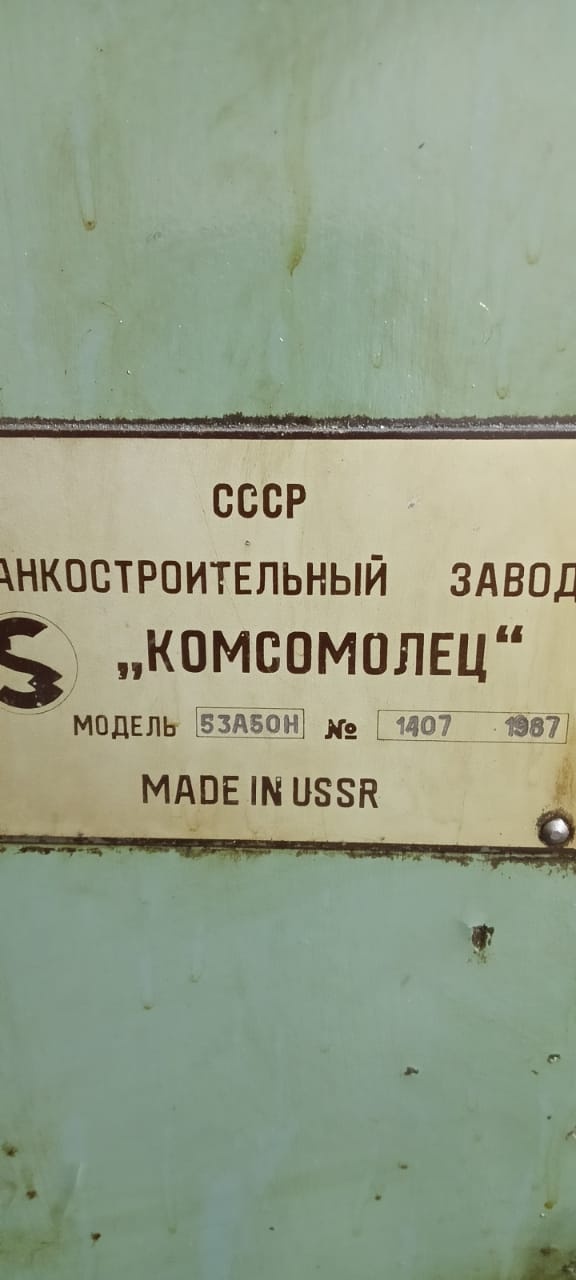 СССР
АНКОСТРОИТЕЛЬНЫЙ ЗАВОД
„КОМСОМОЛЕЦ“
МОДЕЛЬ 53А50Н № 1407 1987
MADE IN USSR